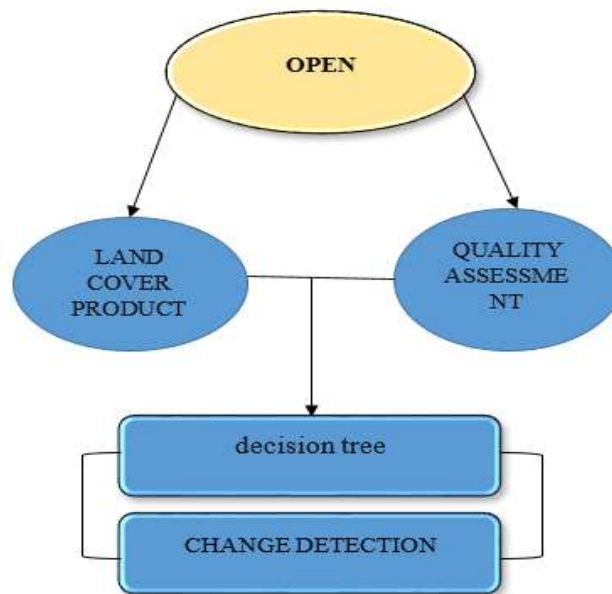 OPEN
LAND
COVER
PRODUCT
QUALITY
ASSESSME
NT
decision tree
CHANGE DETECTION